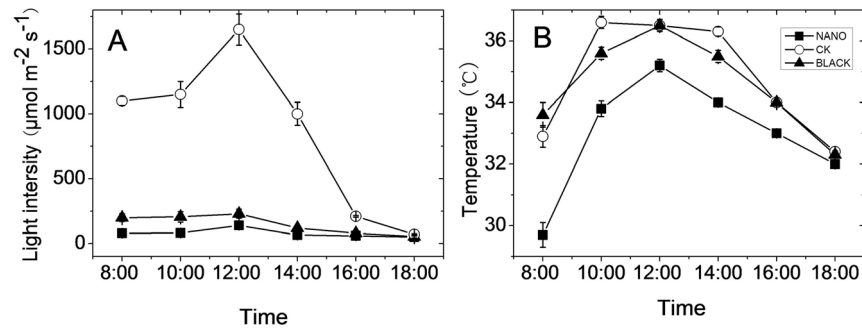 A
Light intersity (μmol m-2 s-1)
1500
1000
500
0
8:00 10:00 12:00 14:00 16:00 18:00
Time
B
NANO
CK
BLACK
Temperature (℃)
36
34
32
30
8:00 10:00 12:00 14:00 16:00 18:00
Time